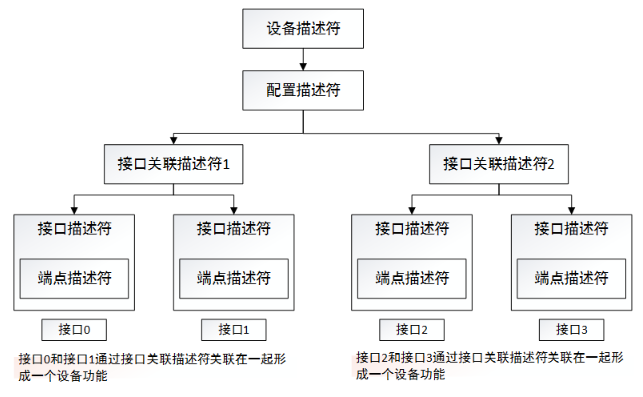 设备描述符
配置描述符
接口关联描述符1
接口关联描述符2
接口描述符
接口描述符
接口描述符
接口描述符
端点描述符
端点描述符
端点描述符
端点描述符
接口0
接口1
接口2
接口3
接口0和接口1通过接口关联描述符关联在一起形
成一个设备功能
接口2和接口3通过接口关联描述符关联在一起形
成一个设备功能